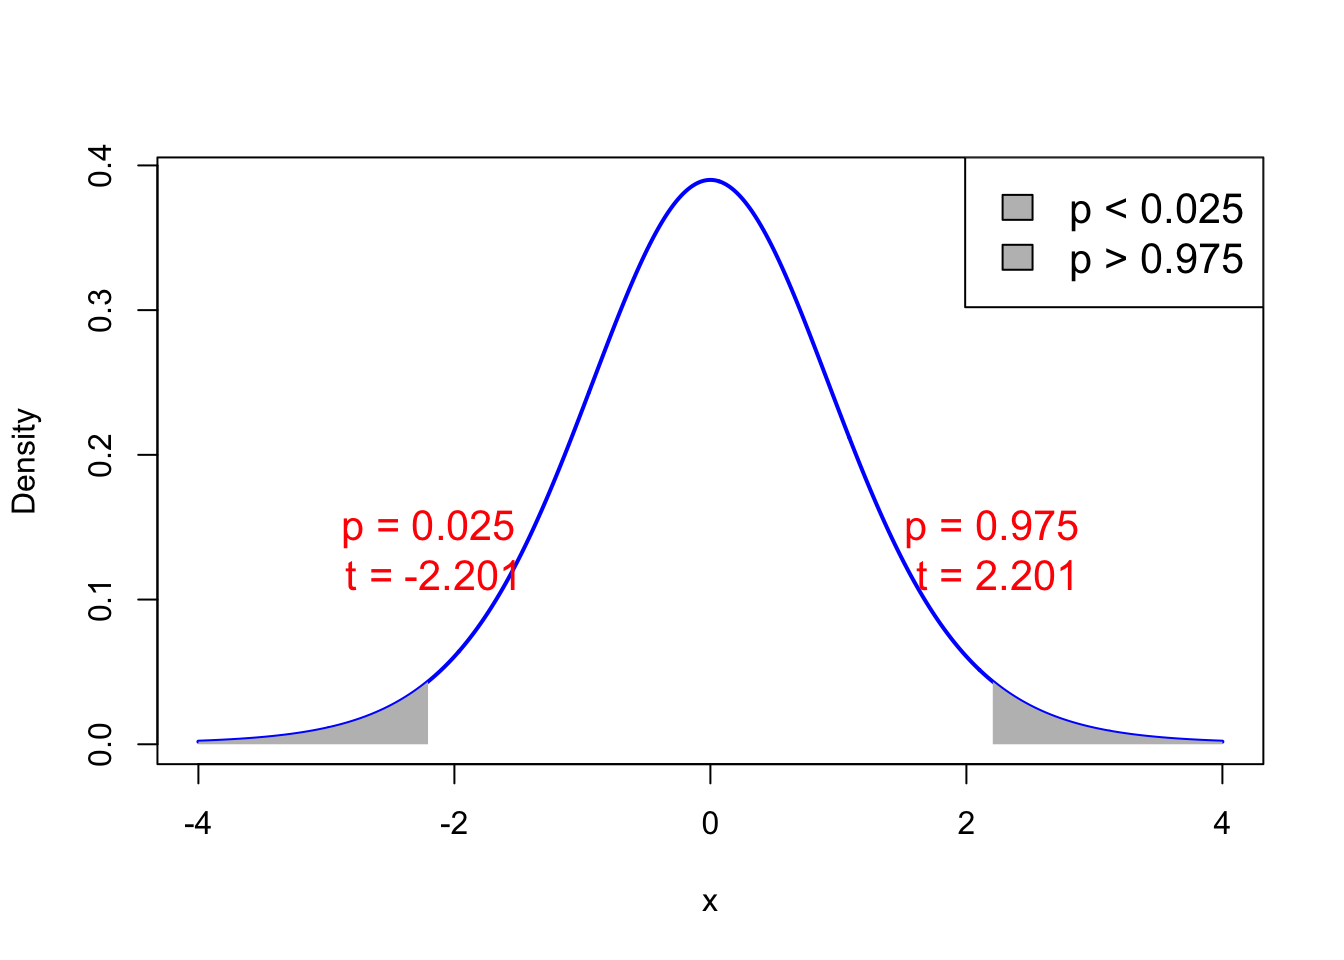 p < 0.025
p > 0.975
p = 0.025
t = -2.201
p = 0.975
t = 2.201
Density
0.4
0.3
0.2
0.1
0.0
-4
-2
0
2
4
x